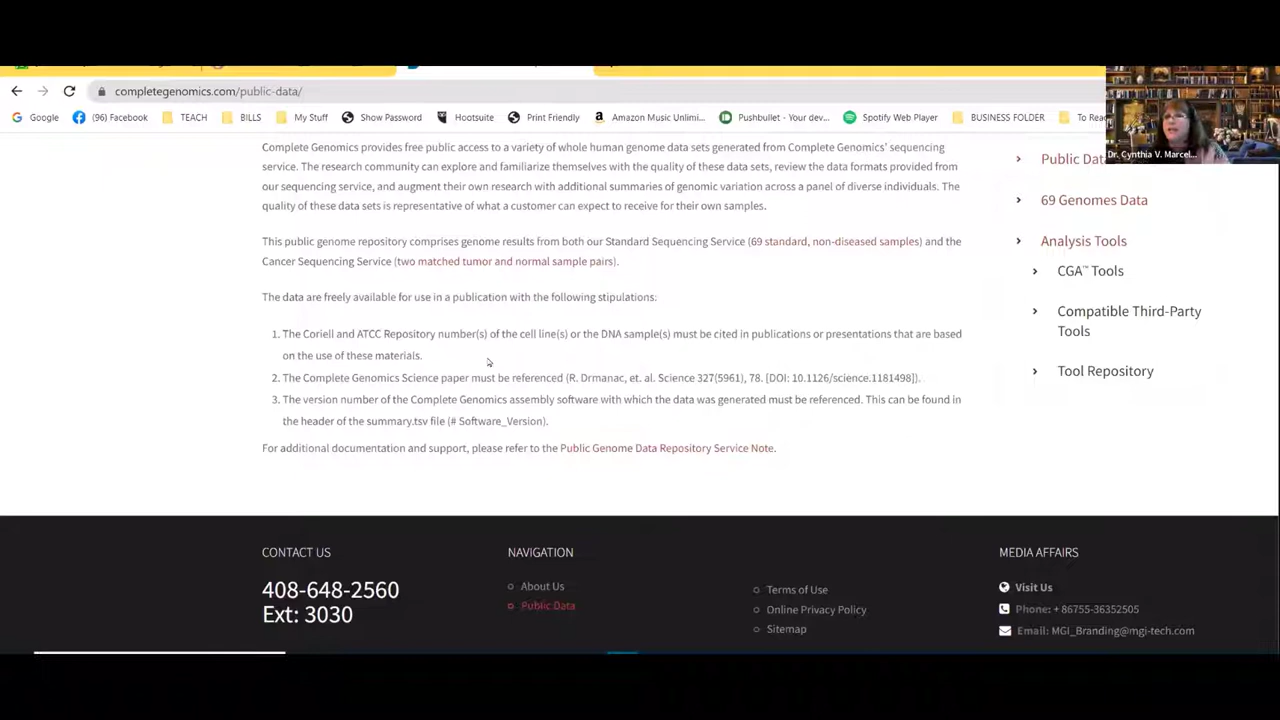 completegenomics.com/public-data/
Google (96) Facebook TEACH BILLS My Stuff Show Password Hootsuite Print Friendly Amazon Music Unlimi... Pushbullet - Your dev... Spotify Web Player BUSINESS FOLDER To Rea
Dr. Cynthia V. Marcel...
Complete Genomics provides free public access to a variety of whole human genome data sets generated from Complete Genomics' sequencing
service. The research community can explore and familiarize themselves with the quality of these data sets, review the data formats provided
from our sequencing service, and augment their own research with additional summaries of genomic variation across a panel of diverse individuals. The
quality of these data sets is representative of what a customer can expect to receive for their own samples.
This public genome repository comprises genome results from both our Standard Sequencing Service (69 standard, non-diseased samples) and the
Cancer Sequencing Service (two matched tumor and normal sample pairs).
The data are freely available for use in a publication with the following stipulations:
1. The Coriell and ATCC Repository number(s) of the cell line(s) or the DNA sample(s) must be cited in publications or presentations that are based
on the use of these materials.
2. The Complete Genomics Science paper must be referenced (R. Drmanac, et. al. Science 327(5961), 78. [DOI: 10.1126/science.1181498]).
3. The version number of the Complete Genomics assembly software with which the data was generated must be referenced. This can be found in
the header of the summary.tsv file (# Software_Version).
For additional documentation and support, please refer to the Public Genome Data Repository Service Note.
Public Data
69 Genomes Data
Analysis Tools
CGA™ Tools
Compatible Third-Party
Tools
Tool Repository
CONTACT US
408-648-2560
Ext: 3030
NAVIGATION
About Us
Public Data
Terms of Use
Online Privacy Policy
Sitemap
MEDIA AFFAIRS
Visit Us
Phone: + 86755-36352505
Email: MGI_Branding@mgi-tech.com